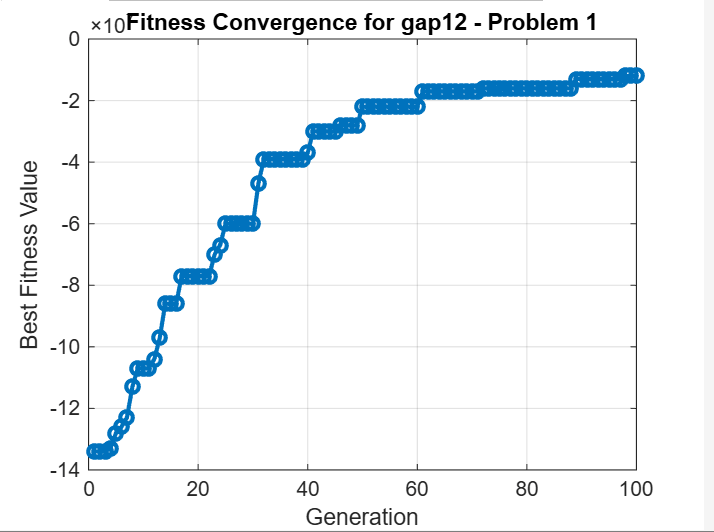 ×10
Fitness Convergence for gap12 - Problem 1
0
-2
-4
-6
-8
-10
-12
-14
Best Fitness Value
0 20 40 60 80 100
Generation